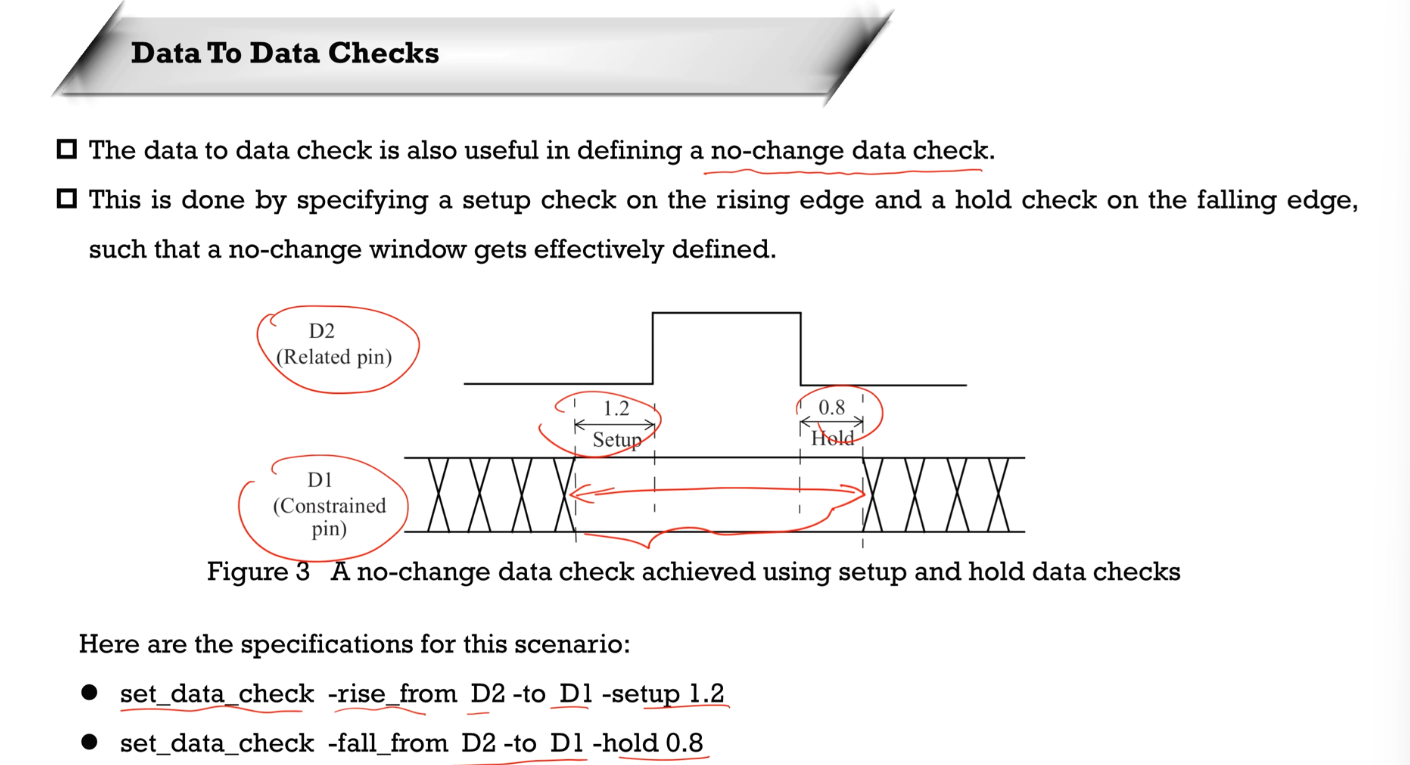 Data To Data Checks
The data to data check is also useful in defining a no-change data check.
This is done by specifying a setup check on the rising edge and a hold check on the falling edge,
such that a no-change window gets effectively defined.
D2
(Related pin)
1.2
Setup
0.8
Hold
D1
(Constrained
pin)
Figure 3 A no-change data check achieved using setup and hold data checks
Here are the specifications for this scenario:
● set_data_check -rise_from D2 -to D1 -setup 1.2
● set_data_check -fall_from D2 -to D1 -hold 0.8